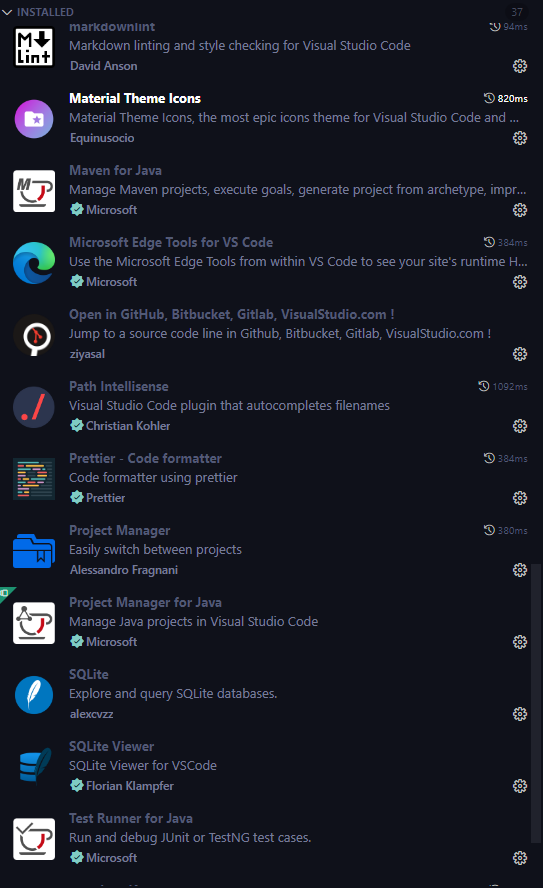 INSTALLED 37
markdownlint 94ms
Markdown linting and style checking for Visual Studio Code
David Anson
Material Theme Icons 820ms
Material Theme Icons, the most epic icons theme for Visual Studio Code and ...
Equinusocio
Maven for Java
Manage Maven projects, execute goals, generate project from archetype, impr...
Microsoft
Microsoft Edge Tools for VS Code 384ms
Use the Microsoft Edge Tools from within VS Code to see your site's runtime H...
Microsoft
Open in GitHub, Bitbucket, Gitlab, VisualStudio.com !
Jump to a source code line in Github, Bitbucket, Gitlab, VisualStudio.com !
ziyasal
Path Intellisense 1092ms
Visual Studio Code plugin that autocompletes filenames
Christian Kohler
Prettier - Code formatter 384ms
Code formatter using prettier
Prettier
Project Manager 380ms
Easily switch between projects
Alessandro Fragnani
Project Manager for Java
Manage Java projects in Visual Studio Code
Microsoft
SQLite
Explore and query SQLite databases.
alexcvzz
SQLite Viewer
SQLite Viewer for VSCode
Florian Klampfer
Test Runner for Java
Run and debug JUnit or TestNG test cases.
Microsoft